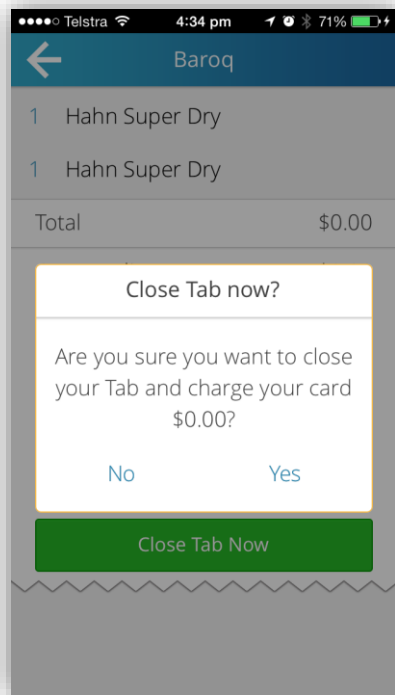 Telstra 4:34 pm 71%
Baroq
1 Hahn Super Dry
1 Hahn Super Dry
Total $0.00
Close Tab now?
Are you sure you want to close
your Tab and charge your card
$0.00?
No Yes
Close Tab Now